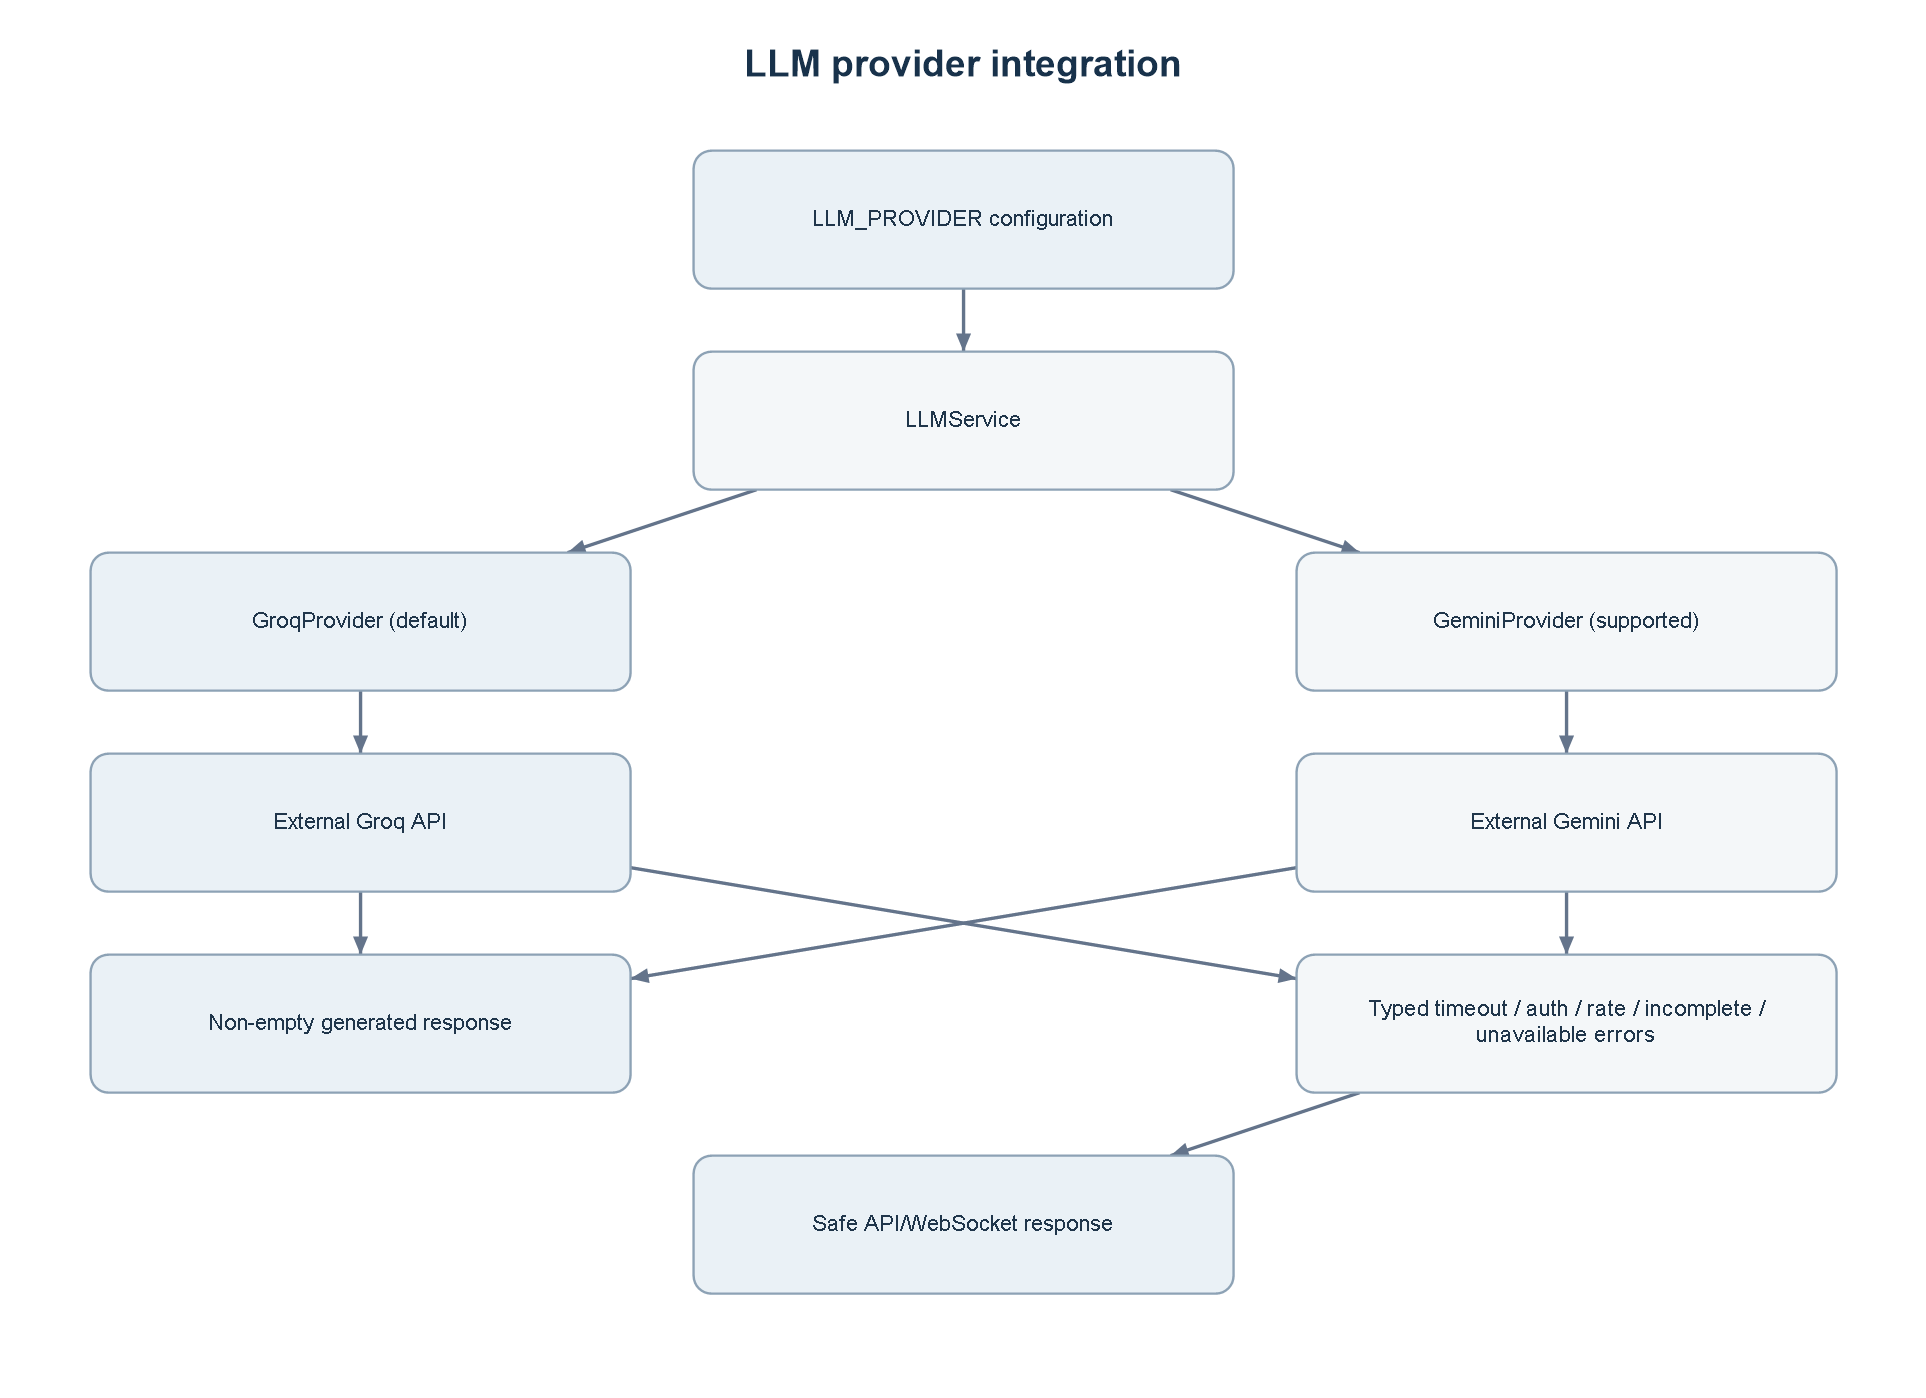 LLM provider integration
LLM_PROVIDER configuration
LLMService
GroqProvider (default)
GeminiProvider (supported)
External Groq API
External Gemini API
Non-empty generated response
Typed timeout / auth / rate / incomplete /
unavailable errors
Safe API/WebSocket response